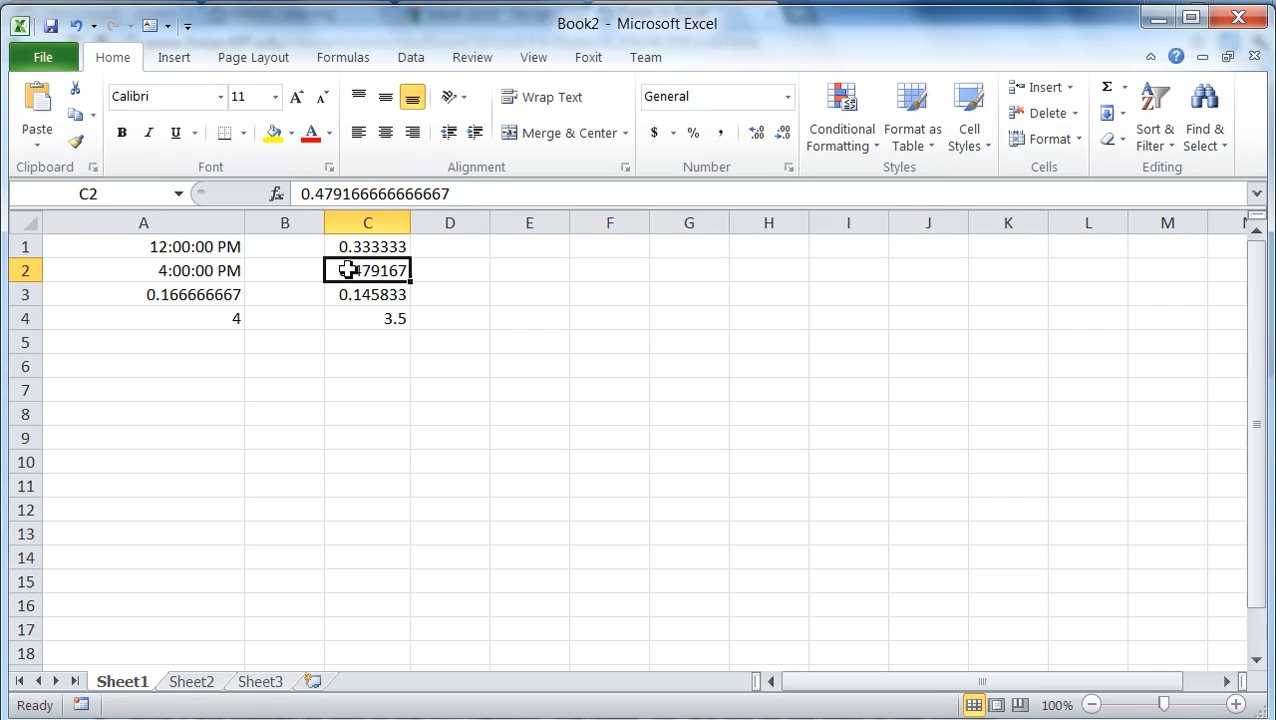 Book2 - Microsoft Excel
File Home Insert Page Layout Formulas Data Review View Foxit Team
Calibri 11 Wrap Text General Insert Σ
Paste B I U Merge & Center $ % , Conditional Formatting Format as Table Cell Styles Delete Format Sort & Filter Find & Select
Clipboard Font Alignment Number Styles Cells Editing
C2 fx 0.479166666666667
A B C D E F G H I J K L M
1 12:00:00 PM 0.333333
2 4:00:00 PM 479167
3 0.166666667 0.145833
4 4 3.5
5
6
7
8
9
10
11
12
13
14
15
16
17
18
Sheet1 Sheet2 Sheet3
Ready 100%